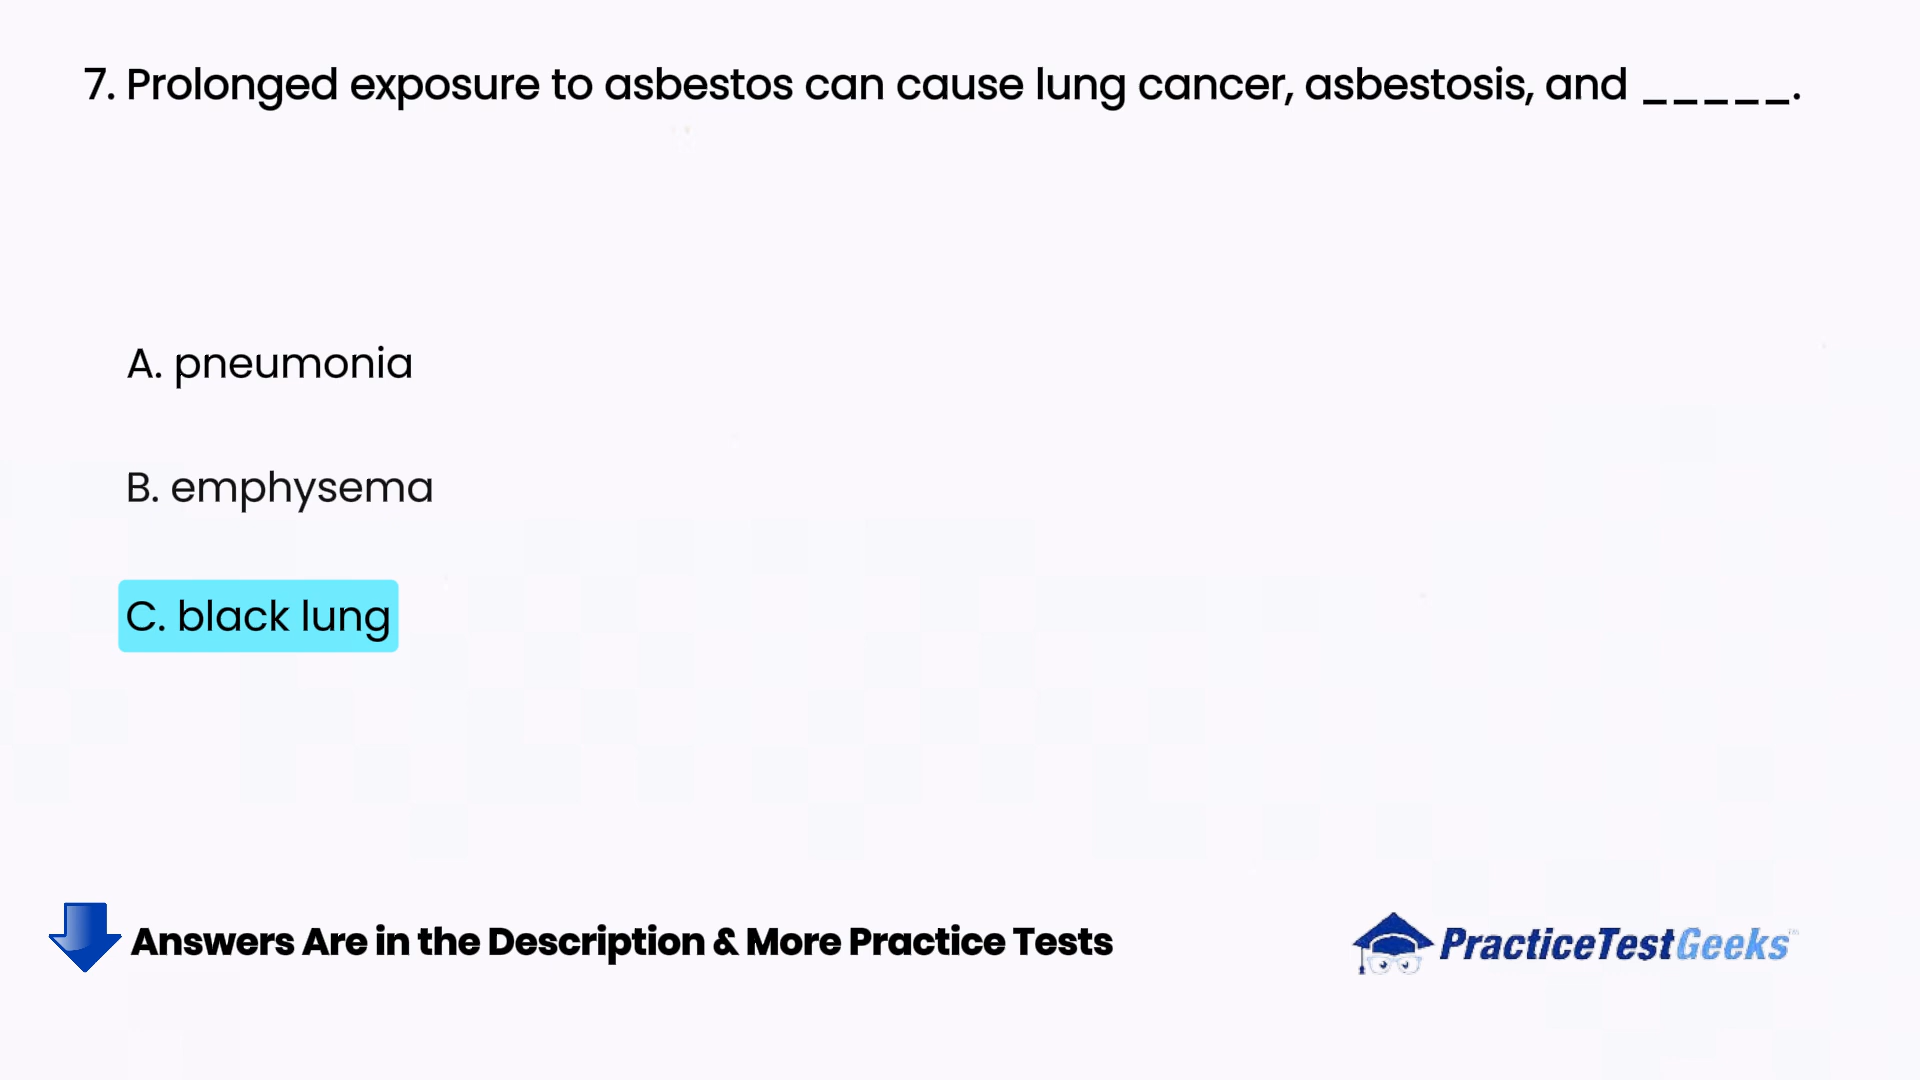 7. Prolonged exposure to asbestos can cause lung cancer, asbestosis, and _____.
A. pneumonia
B. emphysema
C. black lung
Answers Are in the Description & More Practice Tests
PracticeTestGeeks™